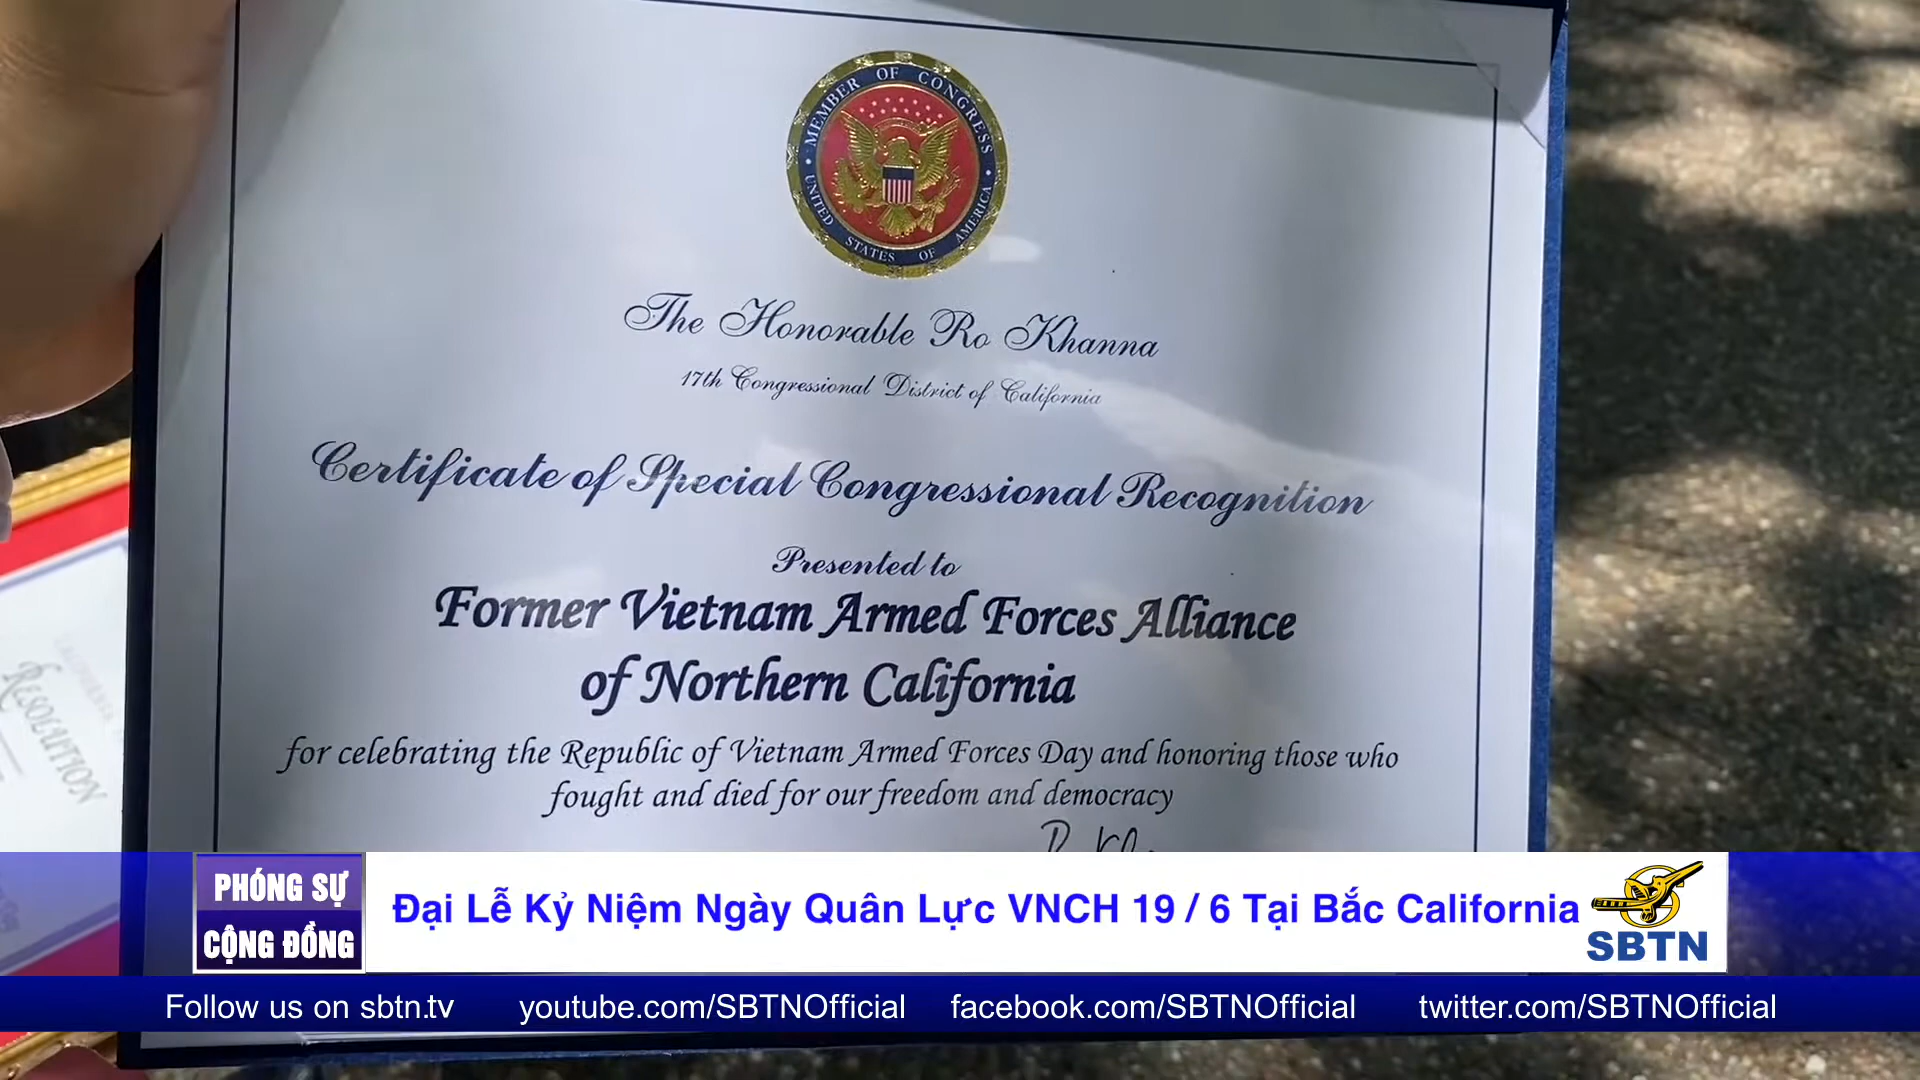 MEMBER OF CONGRESS
UNITED STATES OF AMERICA
The Honorable Ro Khanna
17th Congressional District of California
Certificate of Special Congressional Recognition
Presented to
Former Vietnam Armed Forces Alliance
of Northern California
for celebrating the Republic of Vietnam Armed Forces Day and honoring those who
fought and died for our freedom and democracy
RESOLUTION
PHÓNG SỰ
CỘNG ĐỒNG
Đại Lễ Kỷ Niệm Ngày Quân Lực VNCH 19 / 6 Tại Bắc California
SBTN
Follow us on sbtn.tv youtube.com/SBTNOfficial facebook.com/SBTNOfficial twitter.com/SBTNOfficial